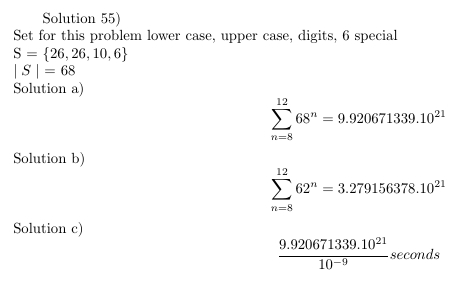 Solution 55)
Set for this problem lower case, upper case, digits, 6 special
S = {26, 26, 10, 6}
| S | = 68
Solution a)
\sum_{n=8}^{12} 68^n = 9.920671339.10^{21}
Solution b)
\sum_{n=8}^{12} 62^n = 3.279156378.10^{21}
Solution c)
\frac{9.920671339.10^{21}}{10^{-9}} seconds